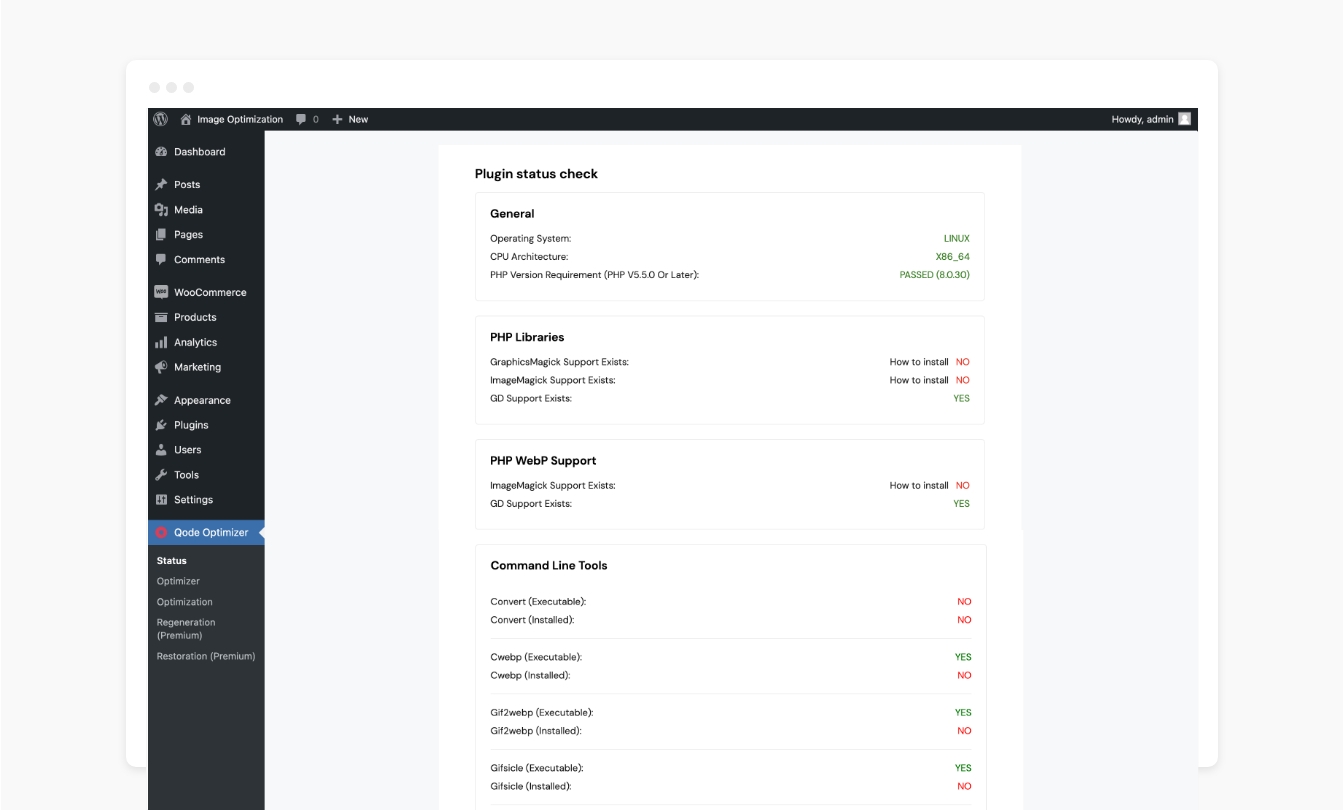 Image Optimization 0 New Howdy, admin
Dashboard
Posts
Media
Pages
Comments
WooCommerce
Products
Analytics
Marketing
Appearance
Plugins
Users
Tools
Settings
Qode Optimizer
Status
Optimizer
Optimization
Regeneration
(Premium)
Restoration (Premium)
Plugin status check
General
Operating System: LINUX
CPU Architecture: X86_64
PHP Version Requirement (PHP V5.5.0 Or Later): PASSED (8.0.30)
PHP Libraries
GraphicsMagick Support Exists: How to install NO
ImageMagick Support Exists: How to install NO
GD Support Exists: YES
PHP WebP Support
ImageMagick Support Exists: How to install NO
GD Support Exists: YES
Command Line Tools
Convert (Executable): NO
Convert (Installed): NO
Cwebp (Executable): YES
Cwebp (Installed): NO
Gif2webp (Executable): YES
Gif2webp (Installed): NO
Gifsicle (Executable): YES
Gifsicle (Installed): NO